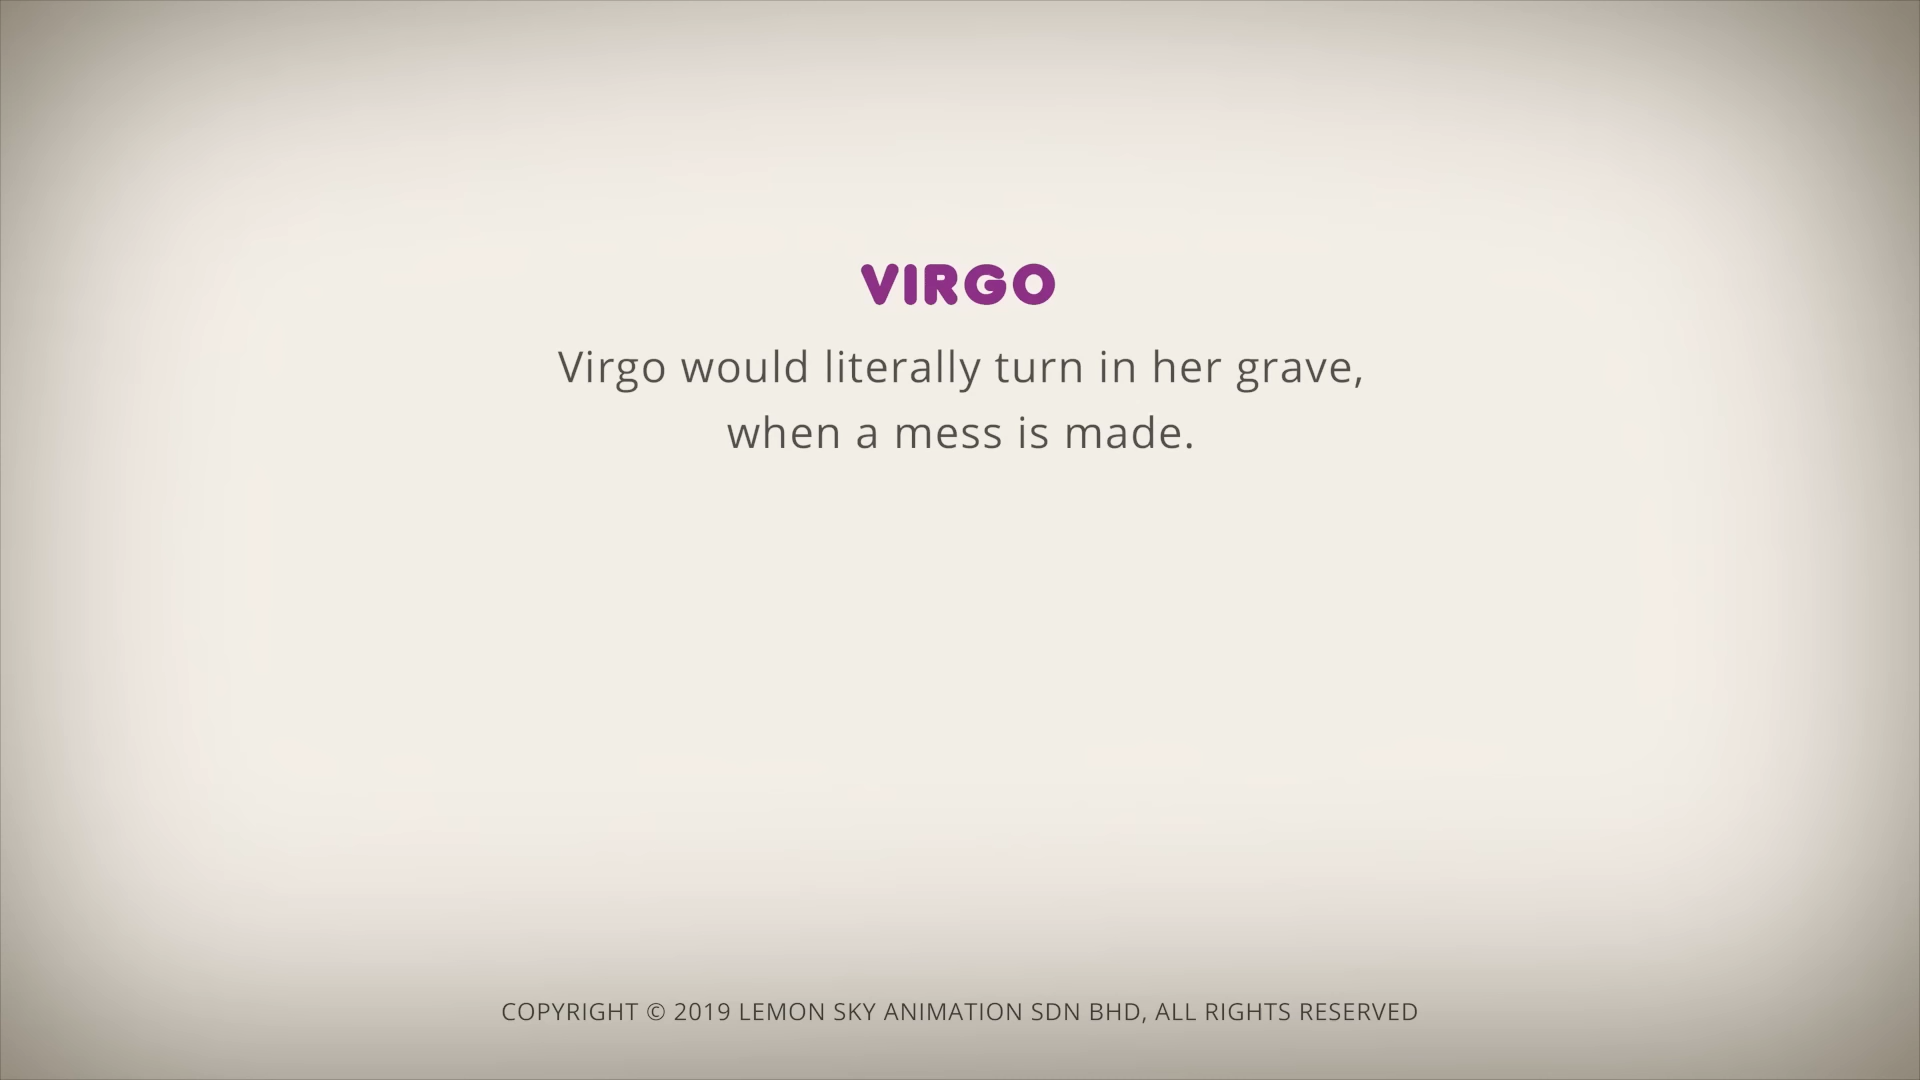 VIRGO
Virgo would literally turn in her grave,
when a mess is made.
COPYRIGHT © 2019 LEMON SKY ANIMATION SDN BHD, ALL RIGHTS RESERVED